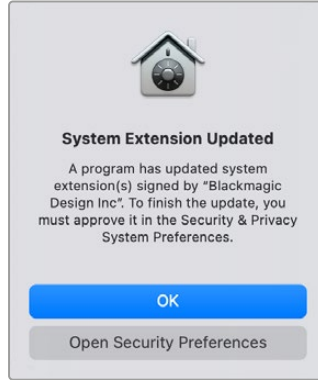 System Extension Updated
A program has updated system
extension(s) signed by “Blackmagic
Design Inc”. To finish the update, you
must approve it in the Security & Privacy
System Preferences.
OK
Open Security Preferences